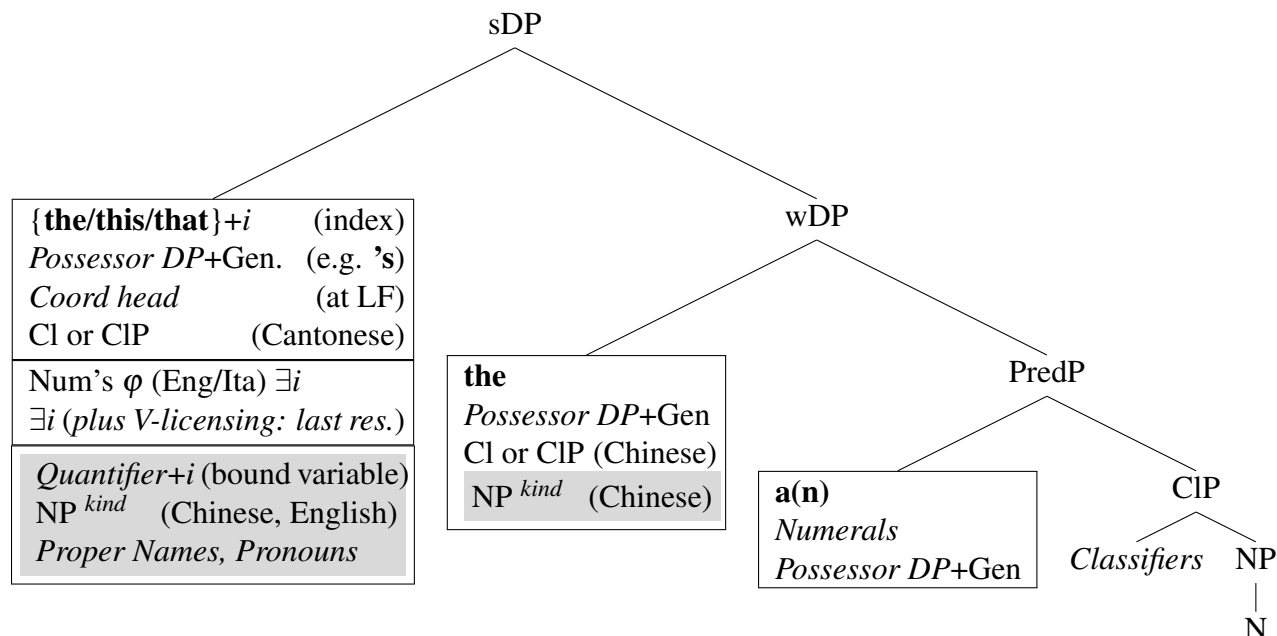 sDP
{the/this/that}+i (index)
Possessor DP+Gen. (e.g. 's)
Coord head (at LF)
Cl or ClP (Cantonese)
Num's φ (Eng/Ita) ∃i
∃i (plus V-licensing: last res.)
Quantifier+i (bound variable)
NP kind (Chinese, English)
Proper Names, Pronouns
wDP
the
Possessor DP+Gen
Cl or ClP (Chinese)
NP kind (Chinese)
PredP
a(n)
Numerals
Possessor DP+Gen
ClP
Classifiers NP
N